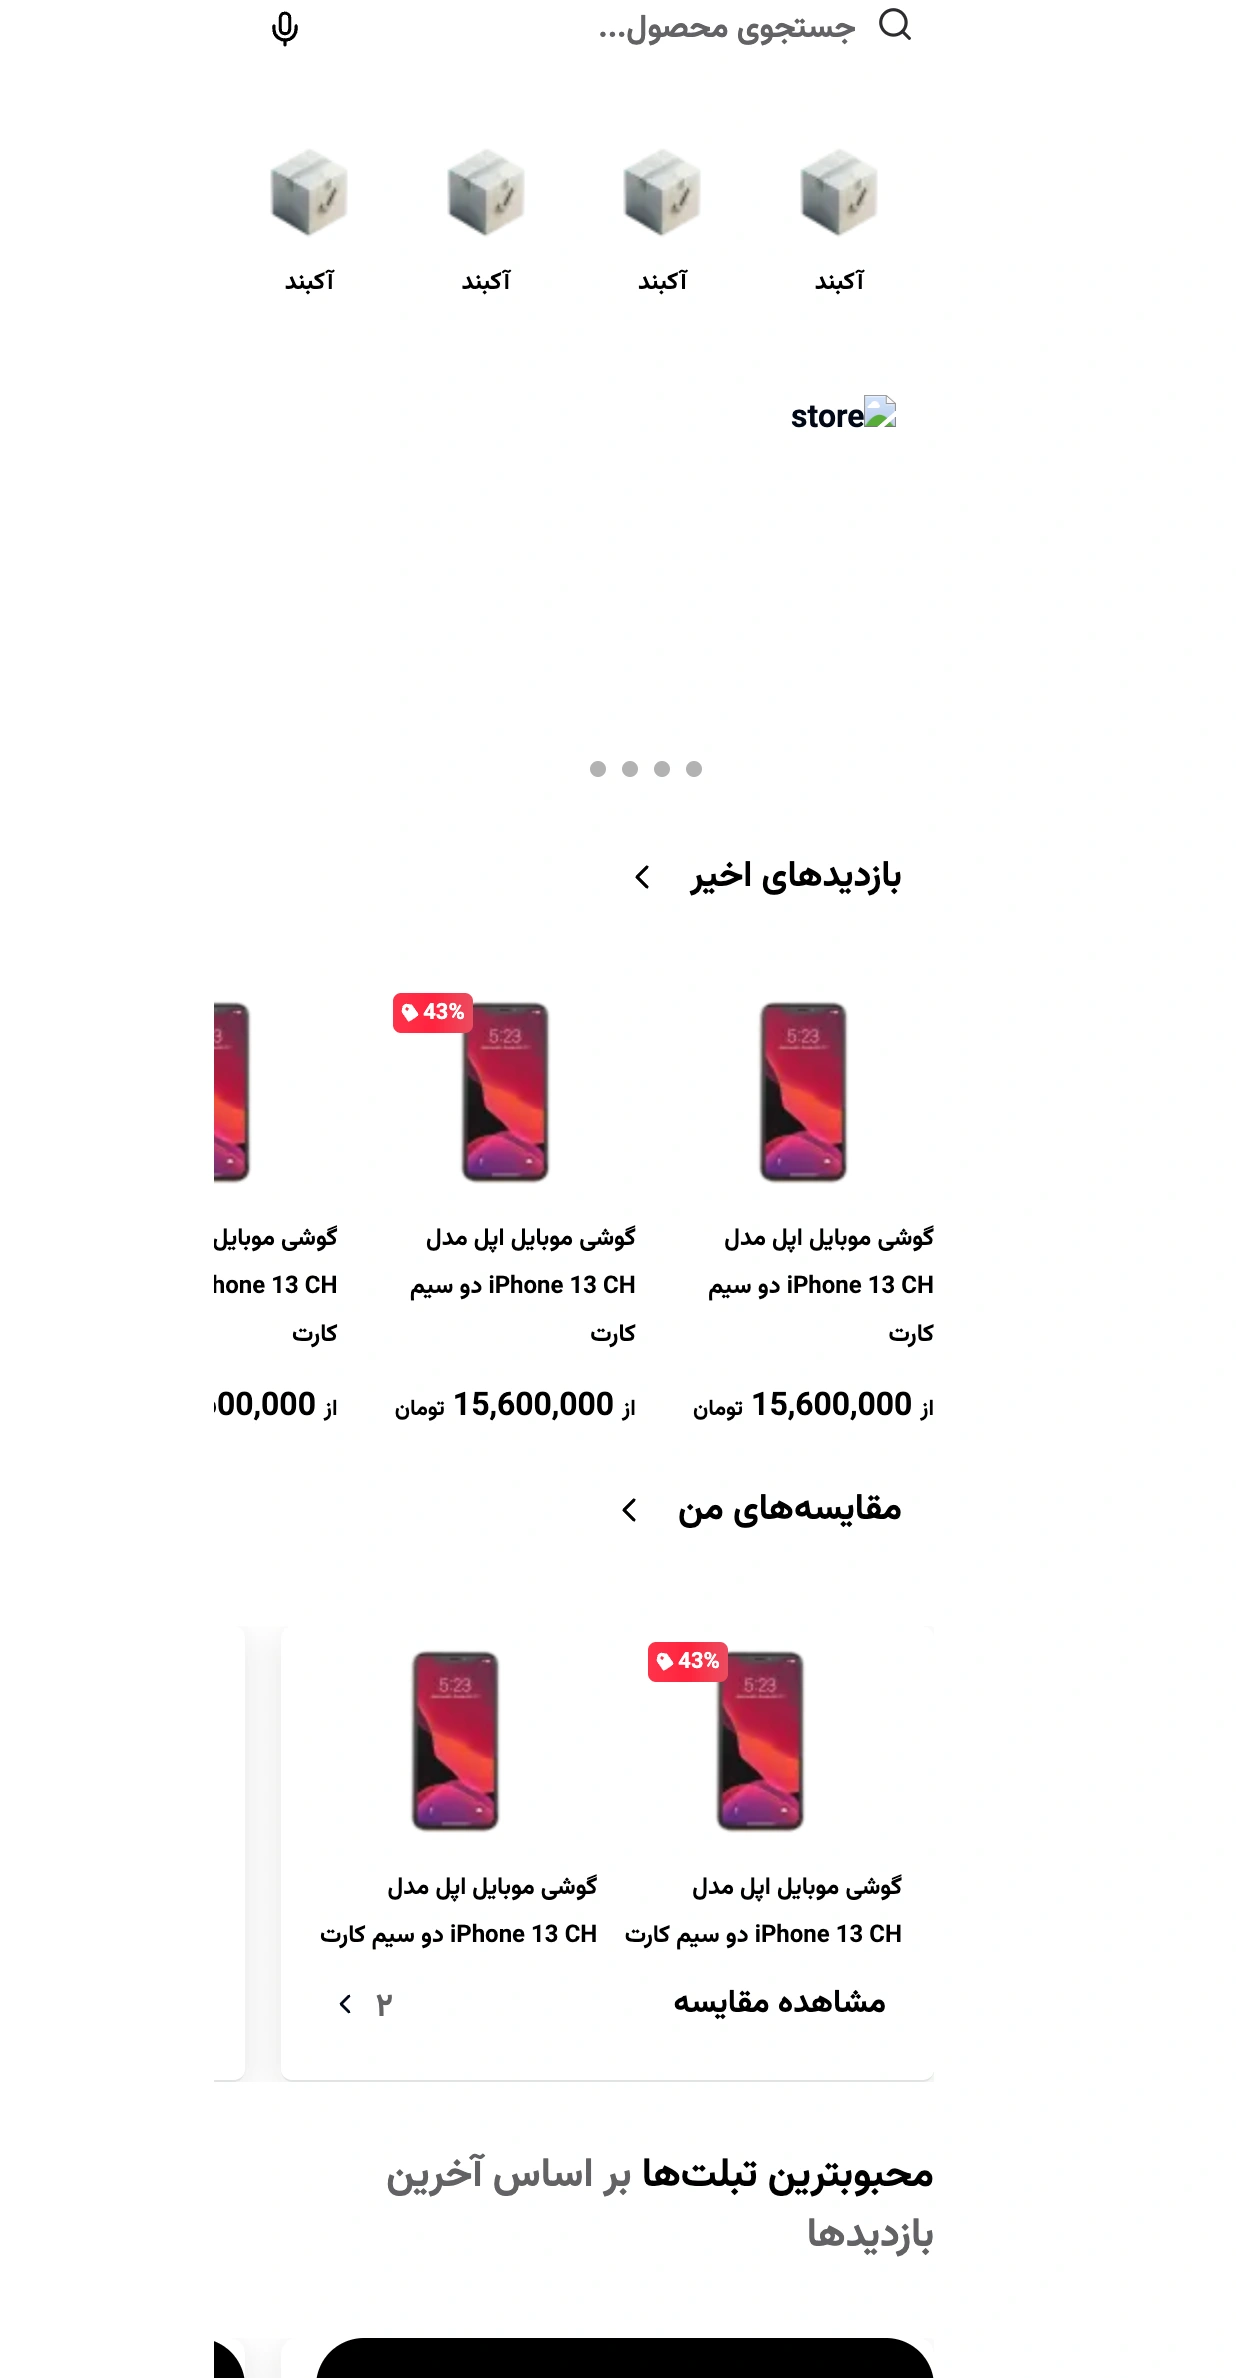 جستجوی محصول...
آکبند
آکبند
آکبند
آکبند
store
بازدیدهای اخیر
43%
5:23
5:23
گوشی موبایل اپل مدل
iPhone 13 CH دو سیم
کارت
از 15,600,000 تومان
گوشی موبایل اپل مدل
iPhone 13 CH دو سیم
کارت
از 15,600,000 تومان
گوشی موبایل
hone 13 CH
کارت
از 00,000
مقایسه‌های من
43%
5:23
5:23
گوشی موبایل اپل مدل
iPhone 13 CH دو سیم کارت
گوشی موبایل اپل مدل
iPhone 13 CH دو سیم کارت
مشاهده مقایسه
۲
محبوبترین تبلت‌ها بر اساس آخرین
بازدیدها